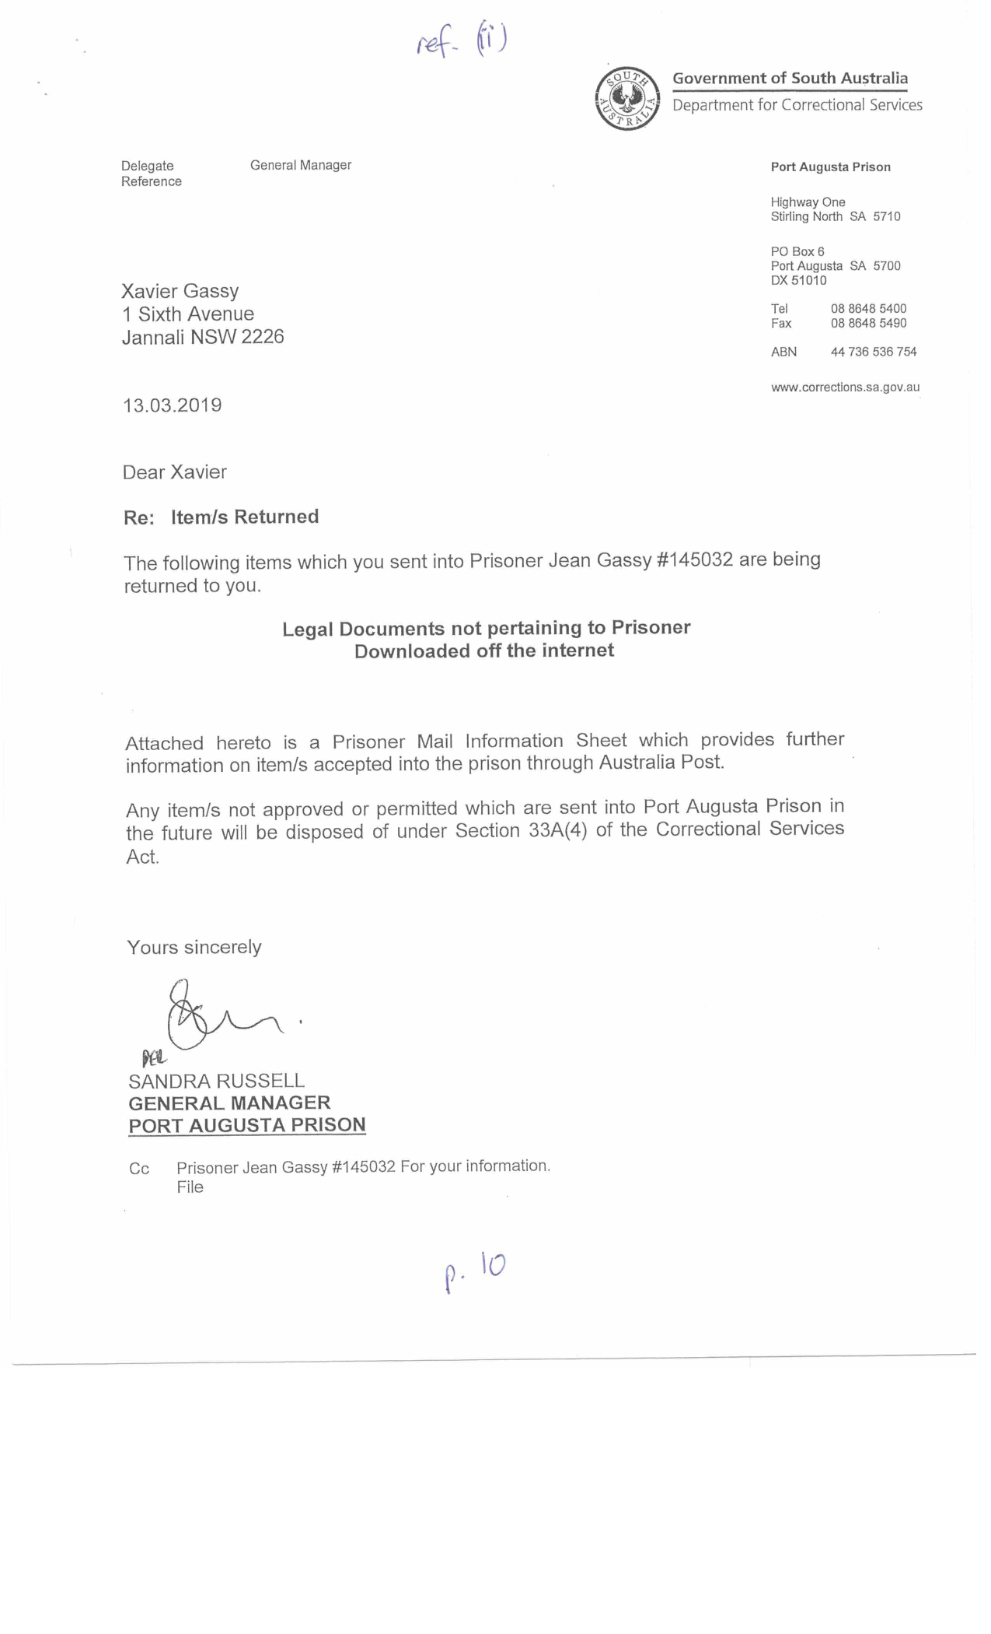 ref. (ii)
SOUTH AUSTRALIA
Government of South Australia
Department for Correctional Services
Delegate General Manager
Reference
Port Augusta Prison
Highway One
Stirling North SA 5710
PO Box 6
Port Augusta SA 5700
DX 51010
Tel 08 8648 5400
Fax 08 8648 5490
ABN 44 736 536 754
www.corrections.sa.gov.au
Xavier Gassy
1 Sixth Avenue
Jannali NSW 2226
13.03.2019
Dear Xavier
Re: Item/s Returned
The following items which you sent into Prisoner Jean Gassy #145032 are being
returned to you.
Legal Documents not pertaining to Prisoner
Downloaded off the internet
Attached hereto is a Prisoner Mail Information Sheet which provides further
information on item/s accepted into the prison through Australia Post.
Any item/s not approved or permitted which are sent into Port Augusta Prison in
the future will be disposed of under Section 33A(4) of the Correctional Services
Act.
Yours sincerely
SANDRA RUSSELL
GENERAL MANAGER
PORT AUGUSTA PRISON
Cc Prisoner Jean Gassy #145032 For your information.
File
p. 10